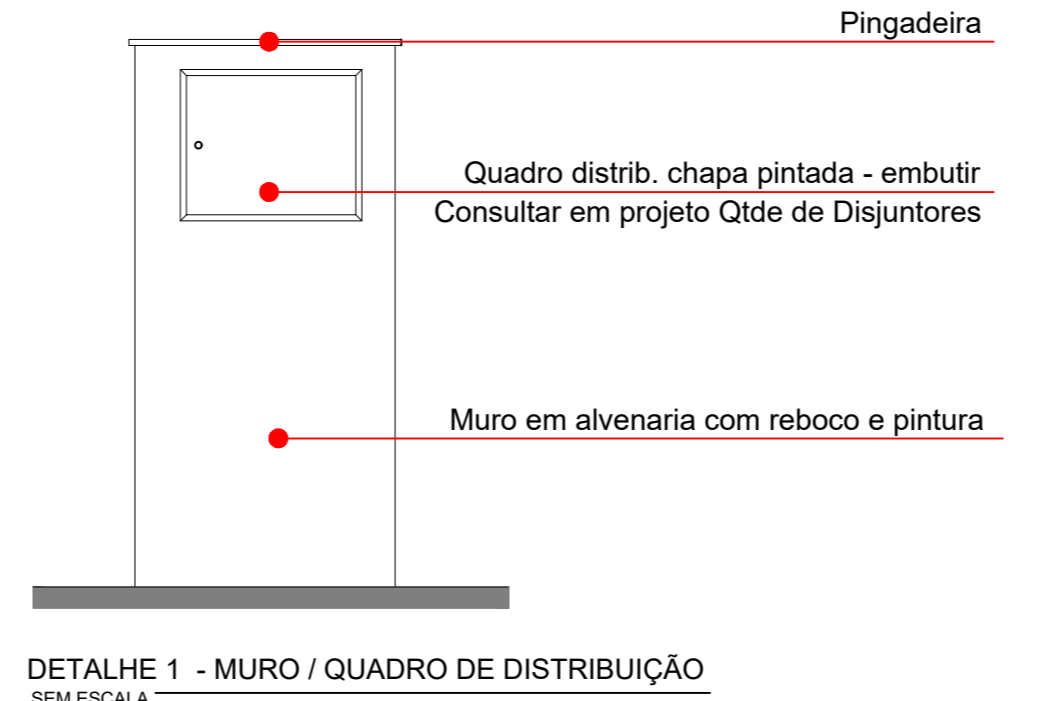 Pingadeira
Quadro distrib. chapa pintada - embutir
Consultar em projeto Qtde de Disjuntores
Muro em alvenaria com reboco e pintura
DETALHE 1 - MURO / QUADRO DE DISTRIBUIÇÃO
SEM ESCALA